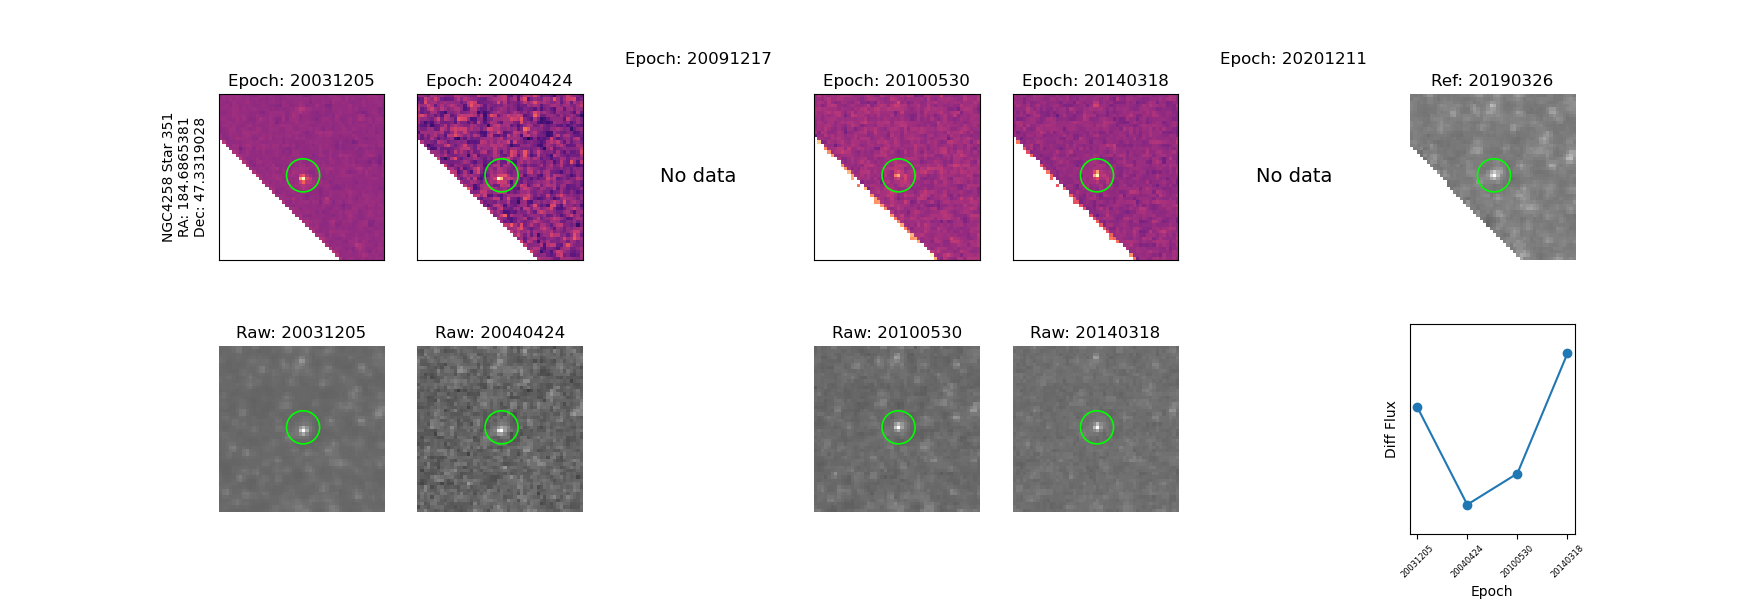 Epoch: 20031205
Epoch: 20040424
Epoch: 20091217
Epoch: 20100530
Epoch: 20140318
Epoch: 20201211
Ref: 20190326
NGC4258 Star 351
RA: 184.6865381
Dec: 47.3319028
No data
No data
Raw: 20031205
Raw: 20040424
Raw: 20100530
Raw: 20140318
Diff Flux
20031205
20040424
20100530
20140318
Epoch